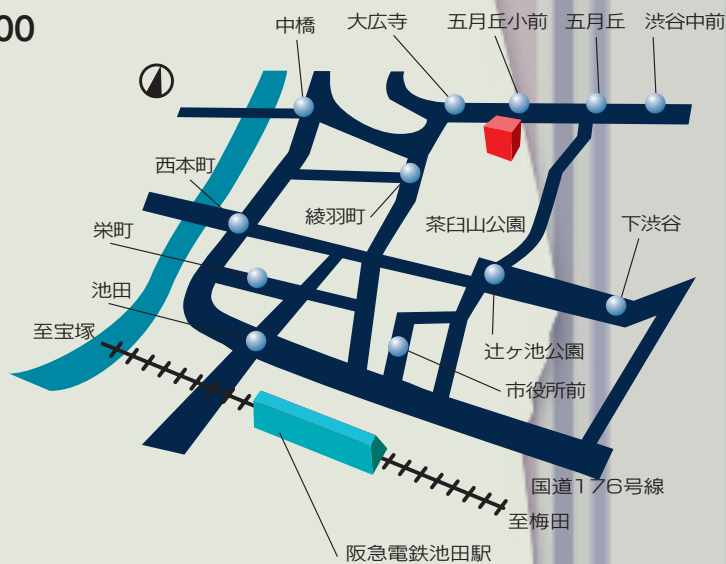 00
中橋
大広寺
五月丘小前
五月丘
渋谷中前
西本町
綾羽町
茶臼山公園
下渋谷
栄町
池田
至宝塚
辻ヶ池公園
市役所前
国道176号線
至梅田
阪急電鉄池田駅